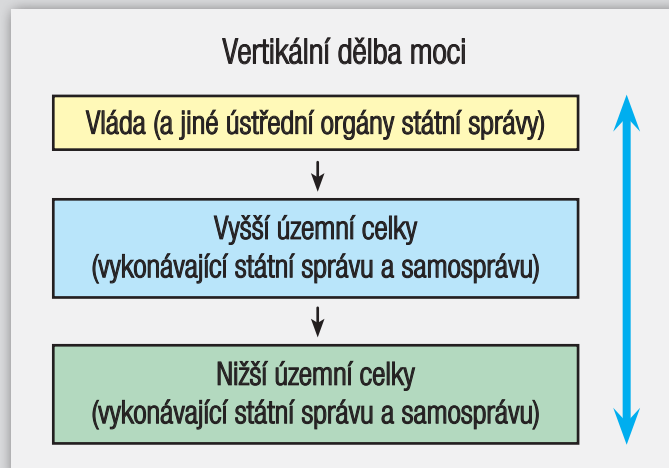 Vertikální dělba moci
Vláda (a jiné ústřední orgány státní správy)
Vyšší územní celky
(vykonávající státní správu a samosprávu)
Nižší územní celky
(vykonávající státní správu a samosprávu)